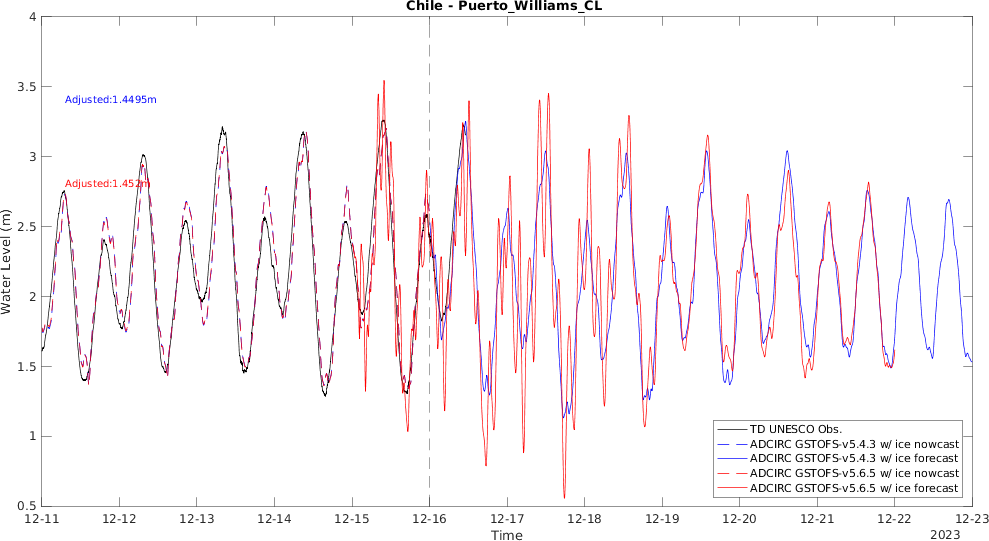 Chile - Puerto_Williams_CL
4
3.5
3
2.5
2
1.5
1
0.5
Water Level (m)
Adjusted:1.4495m
Adjusted:1.452m
TD UNESCO Obs.
ADCIRC GSTOFS-v5.4.3 w/ ice nowcast
ADCIRC GSTOFS-v5.4.3 w/ ice forecast
ADCIRC GSTOFS-v5.6.5 w/ ice nowcast
ADCIRC GSTOFS-v5.6.5 w/ ice forecast
12-11 12-12 12-13 12-14 12-15 12-16 12-17 12-18 12-19 12-20 12-21 12-22 12-23
Time
2023